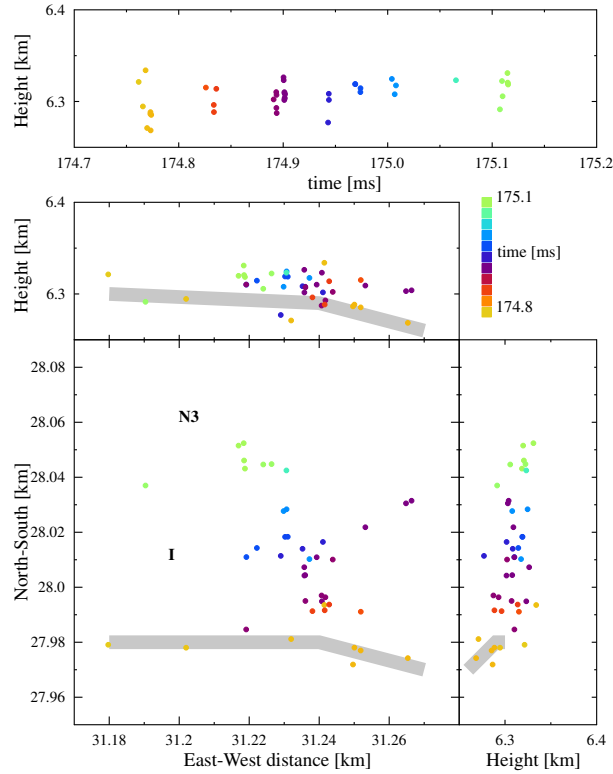 6.4
6.3
Height [km]
174.7 174.8 174.9 175.0 175.1 175.2
time [ms]
6.4
6.3
Height [km]
175.1
time [ms]
174.8
28.08
28.06
28.04
28.02
28.0
27.98
27.96
North-South [km]
N3
I
31.18 31.2 31.22 31.24 31.26
East-West distance [km]
6.3 6.4
Height [km]